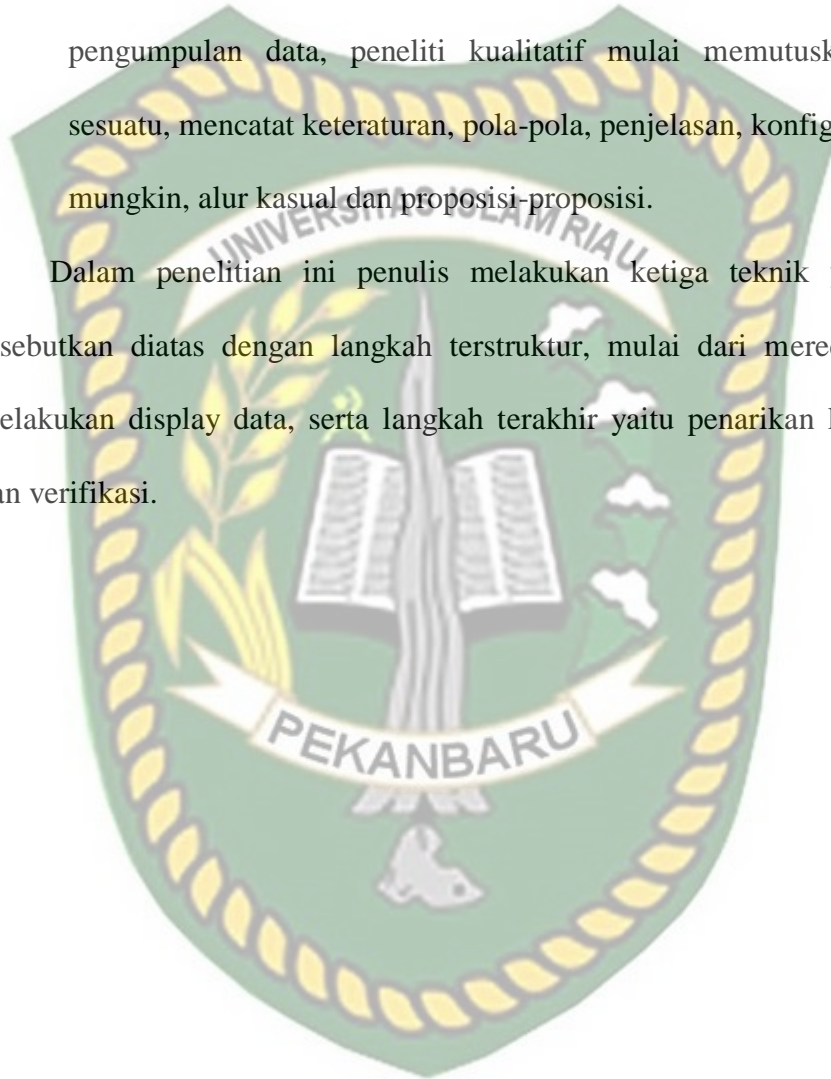 pengumpulan data, peneliti kualitatif mulai memutusk
sesuatu, mencatat keteraturan, pola-pola, penjelasan, konfig
mungkin, alur kasual dan proposisi-proposisi.
UNIVERSITAS ISLAM RIAU
Dalam penelitian ini penulis melakukan ketiga teknik
sebutkan diatas dengan langkah terstruktur, mulai dari mere
elakukan display data, serta langkah terakhir yaitu penarikan
an verifikasi.
PEKANBARU